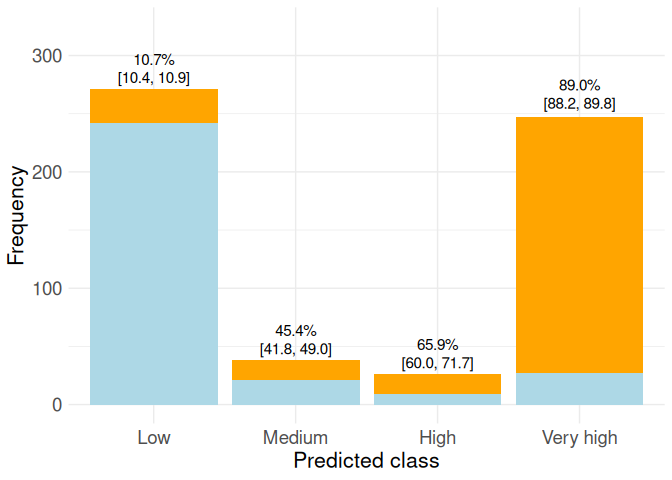 10.7%
[10.4, 10.9]
89.0%
[88.2, 89.8]
45.4%
[41.8, 49.0]
65.9%
[60.0, 71.7]
300
200
100
0
Frequency
Low
Medium
High
Very high
Predicted class